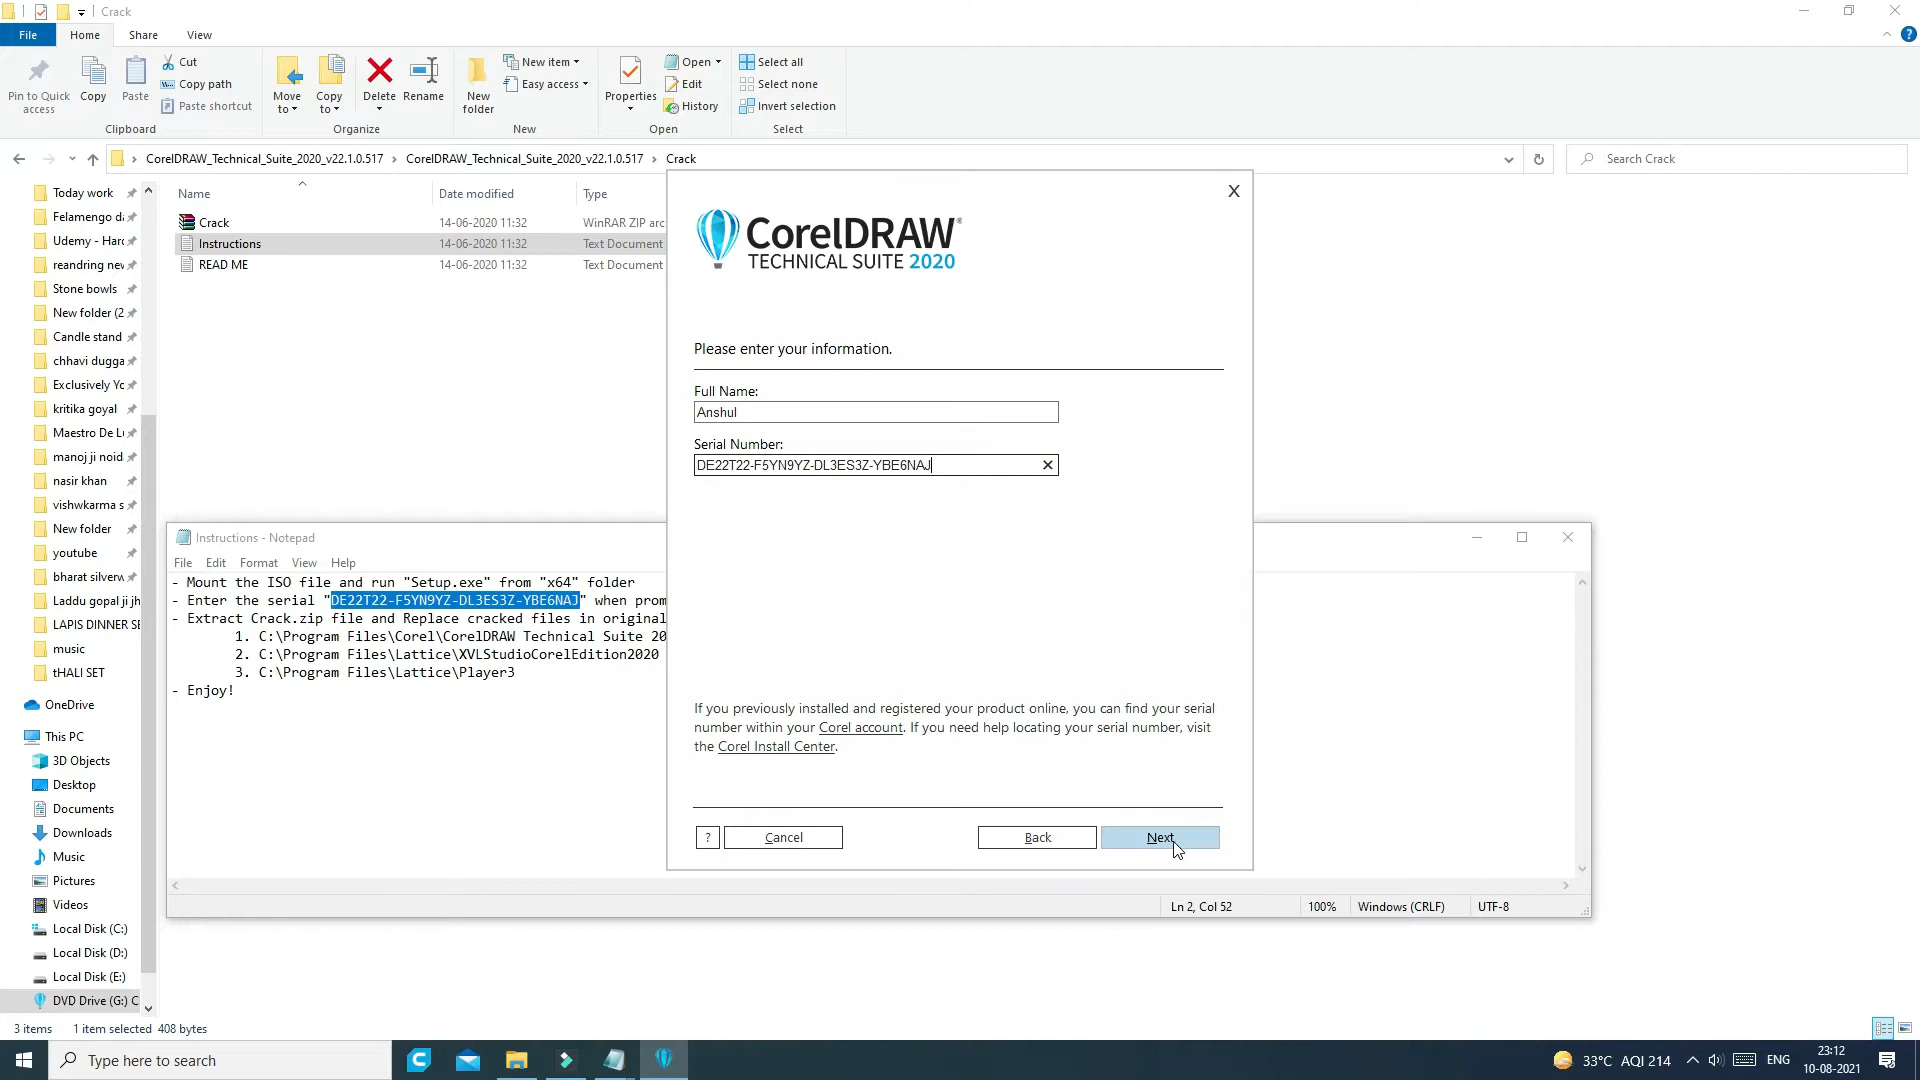 Crack
File
Home
Share
View
Pin to Quick access
Copy
Paste
Cut
Copy path
Paste shortcut
Clipboard
Move to
Copy to
Delete
Rename
Organize
New folder
New item
Easy access
New
Properties
Open
Edit
History
Open
Select all
Select none
Invert selection
Select
CorelDRAW_Technical_Suite_2020_v22.1.0.517 > CorelDRAW_Technical_Suite_2020_v22.1.0.517 > Crack
Search Crack
Name Date modified Type
Crack 14-06-2020 11:32 WinRAR ZIP arc
Instructions 14-06-2020 11:32 Text Document
READ ME 14-06-2020 11:32 Text Document
Today work
Felamengo da
Udemy - Hard
reandring new
Stone bowls
New folder (2
Candle stand
chhavi dugga
Exclusively Yo
kritika goyal
Maestro De Lu
manoj ji noid
nasir khan
vishwkarma s
New folder
youtube
bharat silverw
Laddu gopal ji jh
LAPIS DINNER SE
music
tHALI SET
OneDrive
This PC
3D Objects
Desktop
Documents
Downloads
Music
Pictures
Videos
Local Disk (C:)
Local Disk (D:)
Local Disk (E:)
DVD Drive (G:) C
X
CorelDRAW®
TECHNICAL SUITE 2020
Please enter your information.
Full Name:
Anshul
Serial Number:
DE22T22-F5YN9YZ-DL3ES3Z-YBE6NAJ
If you previously installed and registered your product online, you can find your serial
number within your Corel account. If you need help locating your serial number, visit
the Corel Install Center.
?
Cancel
Back
Next
Instructions - Notepad
File Edit Format View Help
- Mount the ISO file and run "Setup.exe" from "x64" folder
- Enter the serial "DE22T22-F5YN9YZ-DL3ES3Z-YBE6NAJ" when prom
- Extract Crack.zip file and Replace cracked files in original
1. C:\Program Files\Corel\CorelDRAW Technical Suite 20
2. C:\Program Files\Lattice\XVLStudioCorelEdition2020
3. C:\Program Files\Lattice\Player3
- Enjoy!
Ln 2, Col 52 100% Windows (CRLF) UTF-8
3 items 1 item selected 408 bytes
Type here to search
33°C AQI 214
ENG
23:12
10-08-2021